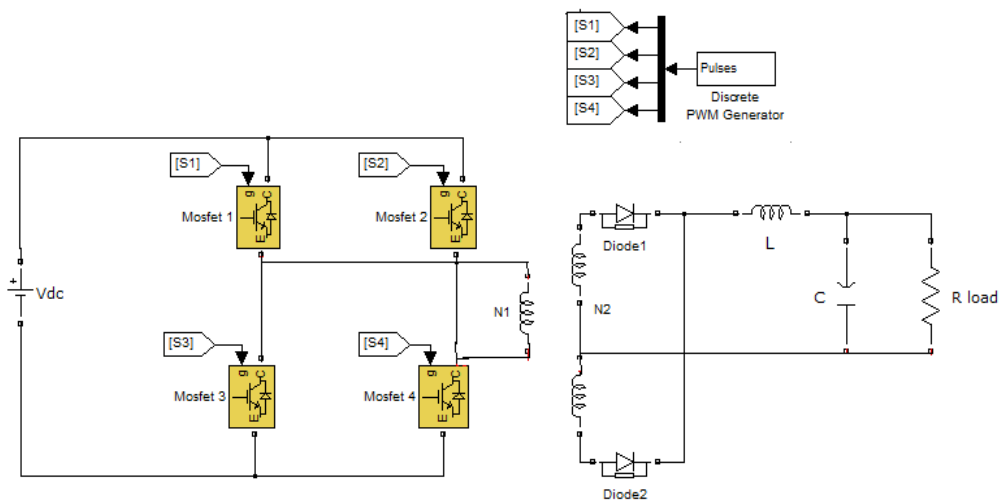 [S1]
[S2]
[S3]
[S4]
Pulses
Discrete
PWM Generator
[S1]
[S2]
g
C
E
Mosfet 1
g
C
E
Mosfet 2
Diode1
L
+
Vdc
N1
N2
C
R load
[S3]
[S4]
g
C
E
Mosfet 3
g
C
E
Mosfet 4
Diode2